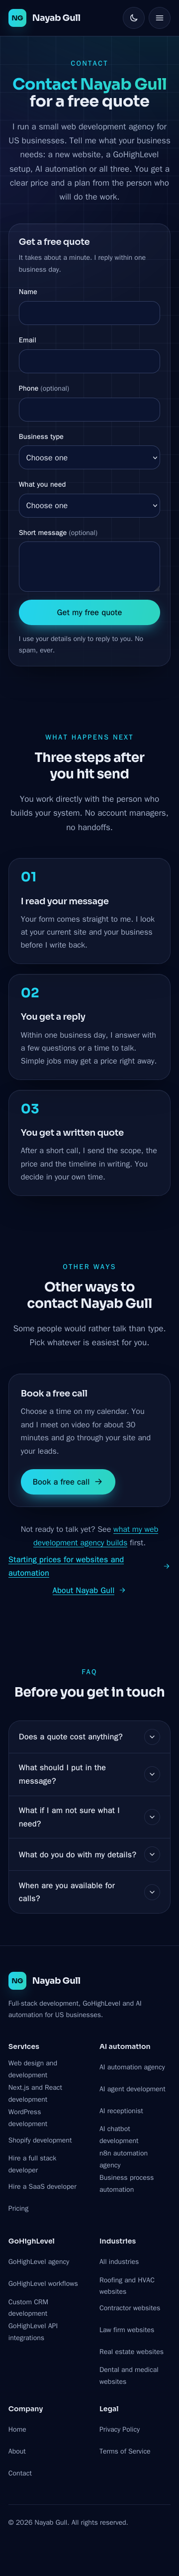 NG Nayab Gull
CONTACT
Contact Nayab Gull
for a free quote
I run a small web development agency for
US businesses. Tell me what your business
needs: a new website, a GoHighLevel
setup, AI automation or all three. You get a
clear price and a plan from the person who
will do the work.
Get a free quote
It takes about a minute. I reply within one
business day.
Name
Email
Phone (optional)
Business type
Choose one
What you need
Choose one
Short message (optional)
Get my free quote
I use your details only to reply to you. No
spam, ever.
WHAT HAPPENS NEXT
Three steps after
you hit send
You work directly with the person who
builds your system. No account managers,
no handoffs.
01
I read your message
Your form comes straight to me. I look
at your current site and your business
before I write back.
02
You get a reply
Within one business day, I answer with
a few questions or a time to talk.
Simple jobs may get a price right away.
03
You get a written quote
After a short call, I send the scope, the
price and the timeline in writing. You
decide in your own time.
OTHER WAYS
Other ways to
contact Nayab Gull
Some people would rather talk than type.
Pick whatever is easiest for you.
Book a free call
Choose a time on my calendar. You
and I meet on video for about 30
minutes and go through your site and
your leads.
Book a free call →
Not ready to talk yet? See what my web
development agency builds first.
Starting prices for websites and
automation →
About Nayab Gull →
FAQ
Before you get in touch
Does a quote cost anything?
What should I put in the
message?
What if I am not sure what I
need?
What do you do with my details?
When are you available for
calls?
NG Nayab Gull
Full-stack development, GoHighLevel and AI
automation for US businesses.
Services
Web design and
development
Next.js and React
development
WordPress
development
Shopify development
Hire a full stack
developer
Hire a SaaS developer
Pricing
AI automation
AI automation agency
AI agent development
AI receptionist
AI chatbot
development
n8n automation
agency
Business process
automation
GoHighLevel
GoHighLevel agency
GoHighLevel workflows
Custom CRM
development
GoHighLevel API
integrations
Industries
All industries
Roofing and HVAC
websites
Contractor websites
Law firm websites
Real estate websites
Dental and medical
websites
Company
Home
About
Contact
Legal
Privacy Policy
Terms of Service
© 2026 Nayab Gull. All rights reserved.